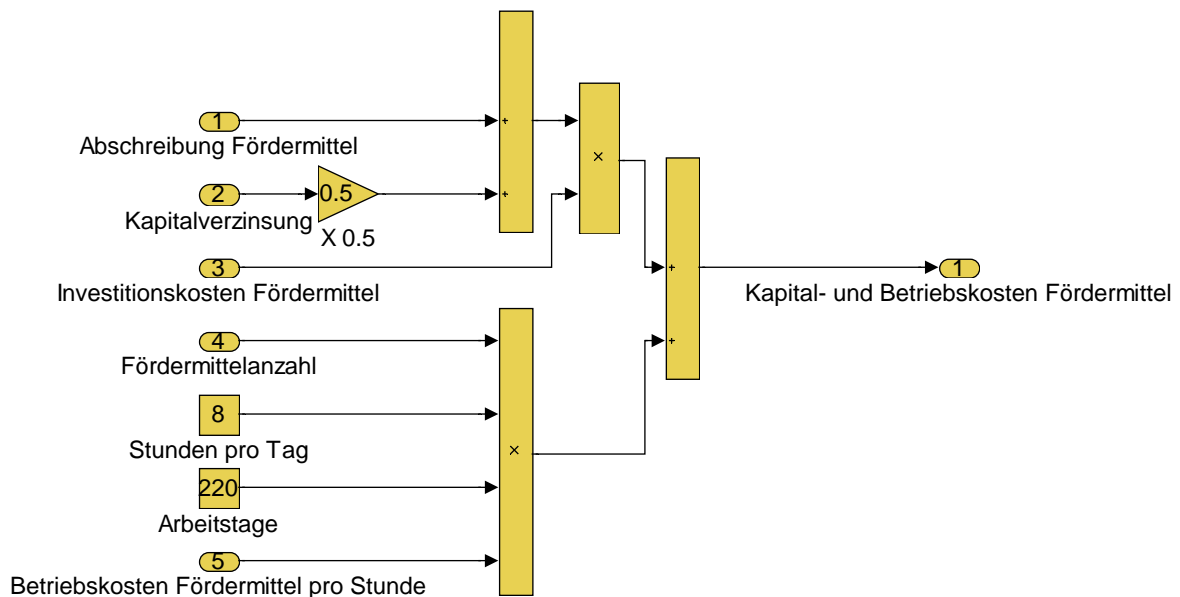 1
+
Abschreibung Fördermittel
×
2
0.5
+
Kapitalverzinsung
X 0.5
3
+
1
Investitionskosten Fördermittel
Kapital- und Betriebskosten Fördermittel
4
+
Fördermittelanzahl
8
Stunden pro Tag
×
220
Arbeitstage
5
Betriebskosten Fördermittel pro Stunde